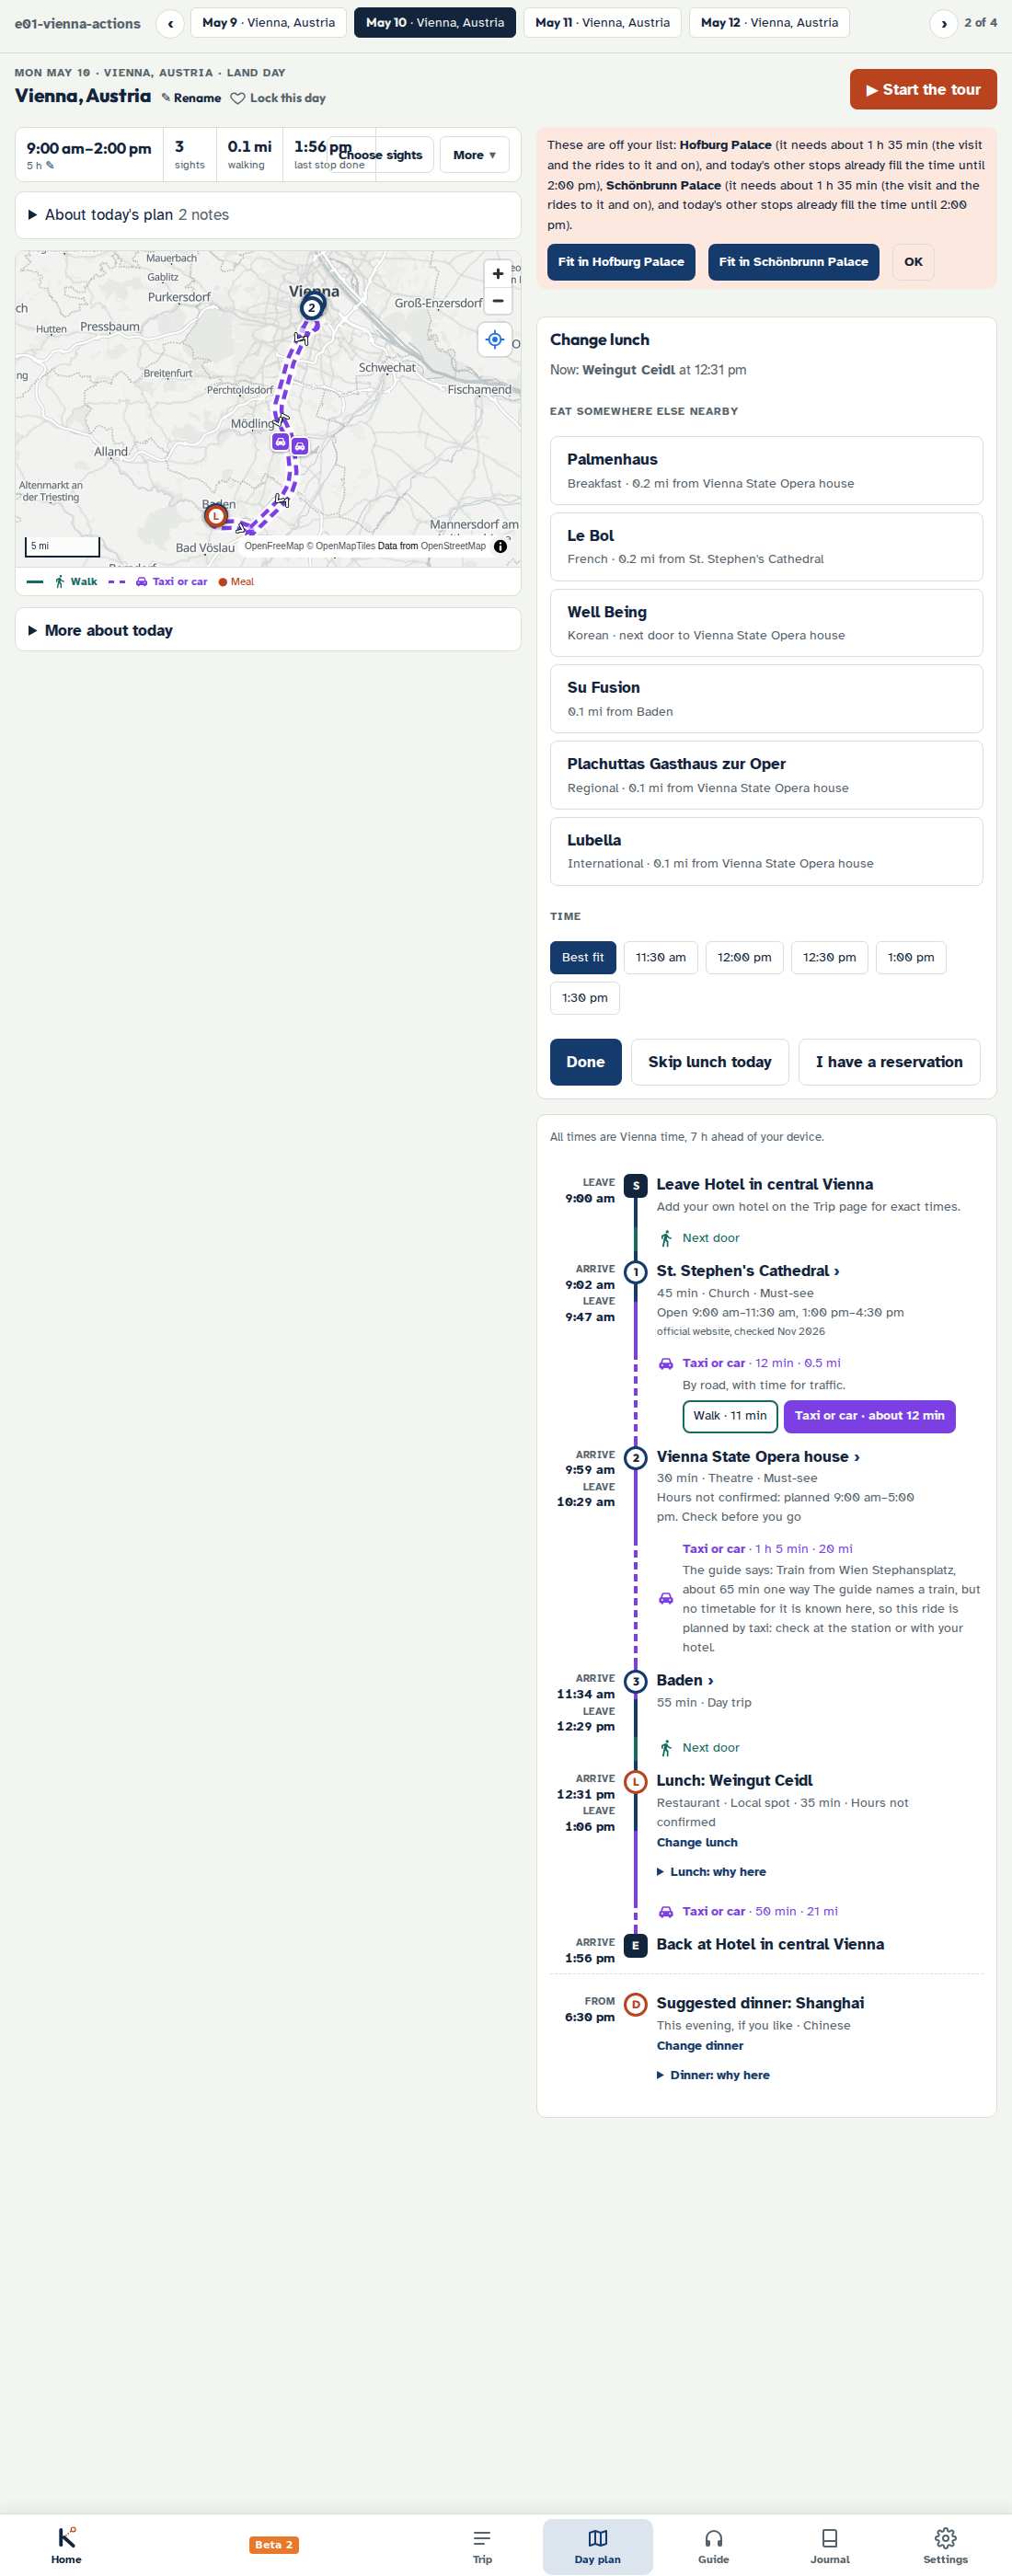 e01-vienna-actions
‹
May 9 · Vienna, Austria
May 10 · Vienna, Austria
May 11 · Vienna, Austria
May 12 · Vienna, Austria
›
2 of 4
MON MAY 10 · VIENNA, AUSTRIA · LAND DAY
Vienna, Austria
✎ Rename
Lock this day
▶ Start the tour
9:00 am–2:00 pm
5 h ✎
3
sights
0.1 mi
walking
1:56 pm
last stop done
Choose sights
More ▾
▶ About today's plan 2 notes
Mauerbach
Gablitz
Purkersdorf
Vienna
Groß-Enzersdorf
ch
Hutten
Pressbaum
2
ng
Breitenfurt
Perchtoldsdorf
Schwechat
Fischamend
Mödling
Alland
Altenmarkt an
der Triesting
Baden
L
Mannersdorf am
5 mi
Bad Vöslau
OpenFreeMap © OpenMapTiles Data from OpenStreetMap
Walk
Taxi or car
Meal
▶ More about today
These are off your list: Hofburg Palace (it needs about 1 h 35 min (the visit
and the rides to it and on), and today's other stops already fill the time until
2:00 pm), Schönbrunn Palace (it needs about 1 h 35 min (the visit and the
rides to it and on), and today's other stops already fill the time until 2:00
pm).
Fit in Hofburg Palace
Fit in Schönbrunn Palace
OK
Change lunch
Now: Weingut Ceidl at 12:31 pm
EAT SOMEWHERE ELSE NEARBY
Palmenhaus
Breakfast · 0.2 mi from Vienna State Opera house
Le Bol
French · 0.2 mi from St. Stephen's Cathedral
Well Being
Korean · next door to Vienna State Opera house
Su Fusion
0.1 mi from Baden
Plachuttas Gasthaus zur Oper
Regional · 0.1 mi from Vienna State Opera house
Lubella
International · 0.1 mi from Vienna State Opera house
TIME
Best fit
11:30 am
12:00 pm
12:30 pm
1:00 pm
1:30 pm
Done
Skip lunch today
I have a reservation
All times are Vienna time, 7 h ahead of your device.
LEAVE
9:00 am
S
Leave Hotel in central Vienna
Add your own hotel on the Trip page for exact times.
Next door
ARRIVE
9:02 am
LEAVE
9:47 am
1
St. Stephen's Cathedral ›
45 min · Church · Must-see
Open 9:00 am–11:30 am, 1:00 pm–4:30 pm
official website, checked Nov 2026
Taxi or car · 12 min · 0.5 mi
By road, with time for traffic.
Walk · 11 min
Taxi or car · about 12 min
ARRIVE
9:59 am
LEAVE
10:29 am
2
Vienna State Opera house ›
30 min · Theatre · Must-see
Hours not confirmed: planned 9:00 am–5:00
pm. Check before you go
Taxi or car · 1 h 5 min · 20 mi
The guide says: Train from Wien Stephansplatz,
about 65 min one way The guide names a train, but
no timetable for it is known here, so this ride is
planned by taxi: check at the station or with your
hotel.
ARRIVE
11:34 am
LEAVE
12:29 pm
3
Baden ›
55 min · Day trip
Next door
ARRIVE
12:31 pm
LEAVE
1:06 pm
L
Lunch: Weingut Ceidl
Restaurant · Local spot · 35 min · Hours not
confirmed
Change lunch
▶ Lunch: why here
Taxi or car · 50 min · 21 mi
ARRIVE
1:56 pm
E
Back at Hotel in central Vienna
FROM
6:30 pm
D
Suggested dinner: Shanghai
This evening, if you like · Chinese
Change dinner
▶ Dinner: why here
Home
Beta 2
Trip
Day plan
Guide
Journal
Settings